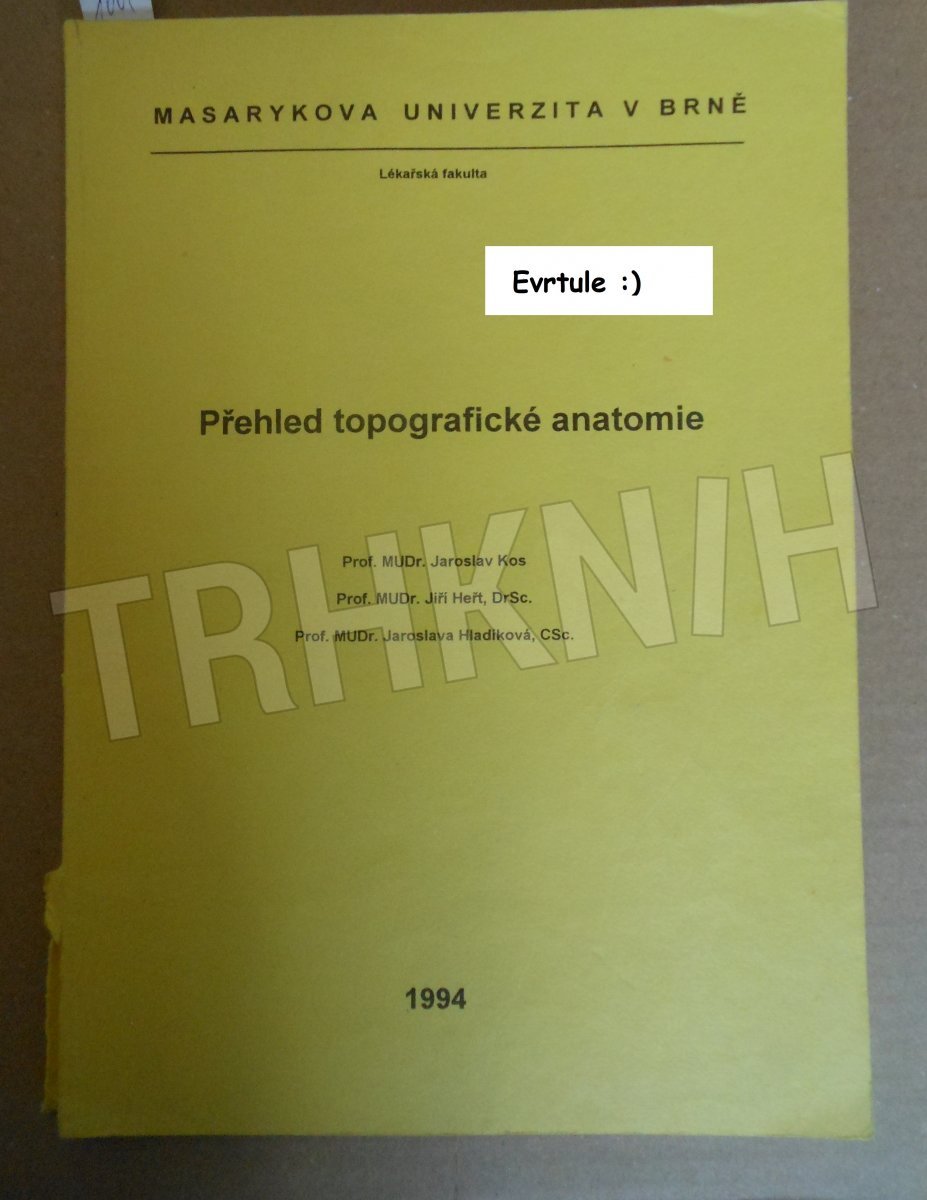 MASARYKOVA UNIVERZITA V BRNĚ
Lékařská fakulta
Evrtule :)
Přehled topografické anatomie
TRHKNIH
Prof. MUDr. Jaroslav Kos
Prof. MUDr. Jiří Heřt, DrSc.
Prof. MUDr. Jaroslava Hladiková, CSc.
1994